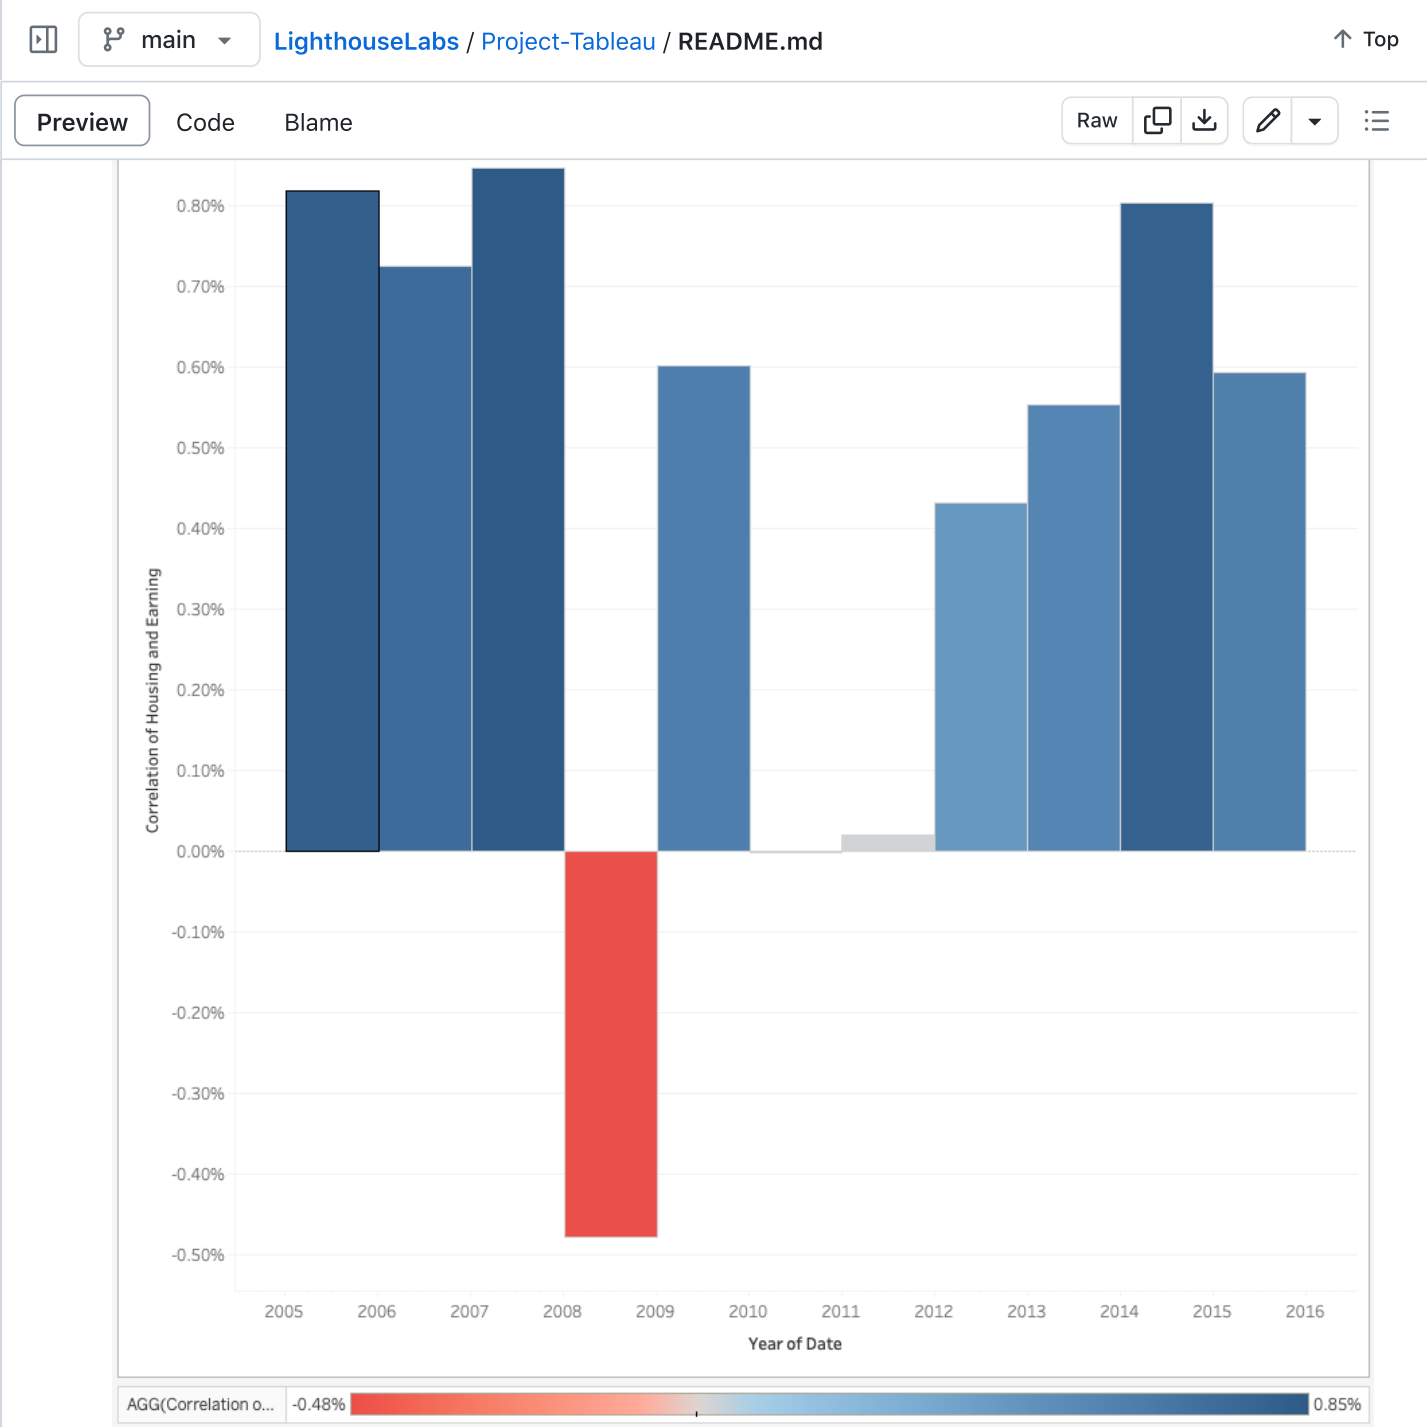 main
LighthouseLabs / Project-Tableau / README.md
Top
Preview
Code
Blame
Raw
0.80%
0.70%
0.60%
0.50%
0.40%
0.30%
0.20%
0.10%
0.00%
-0.10%
-0.20%
-0.30%
-0.40%
-0.50%
Correlation of Housing and Earning
2005 2006 2007 2008 2009 2010 2011 2012 2013 2014 2015 2016
Year of Date
AGG(Correlation o... -0.48% 0.85%